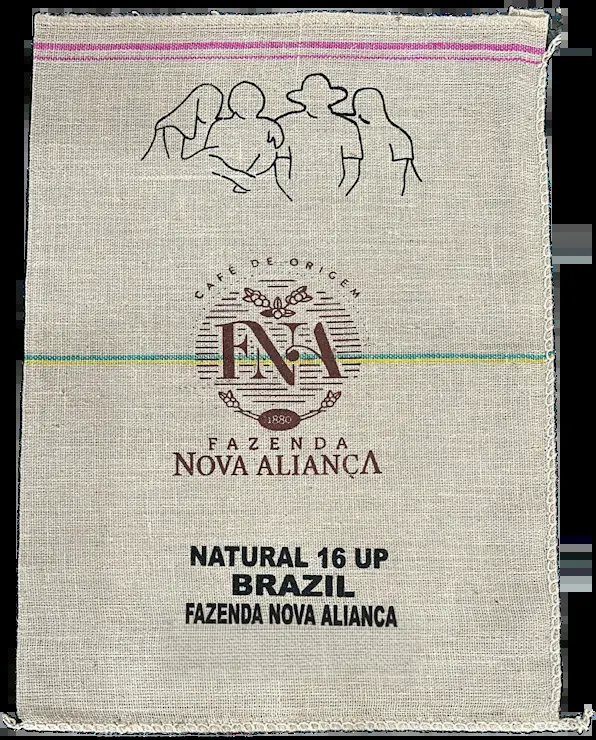 CAFÉ DE ORIGEM
FNA
1880
FAZENDA
NOVA ALIANÇA
NATURAL 16 UP
BRAZIL
FAZENDA NOVA ALIANCA